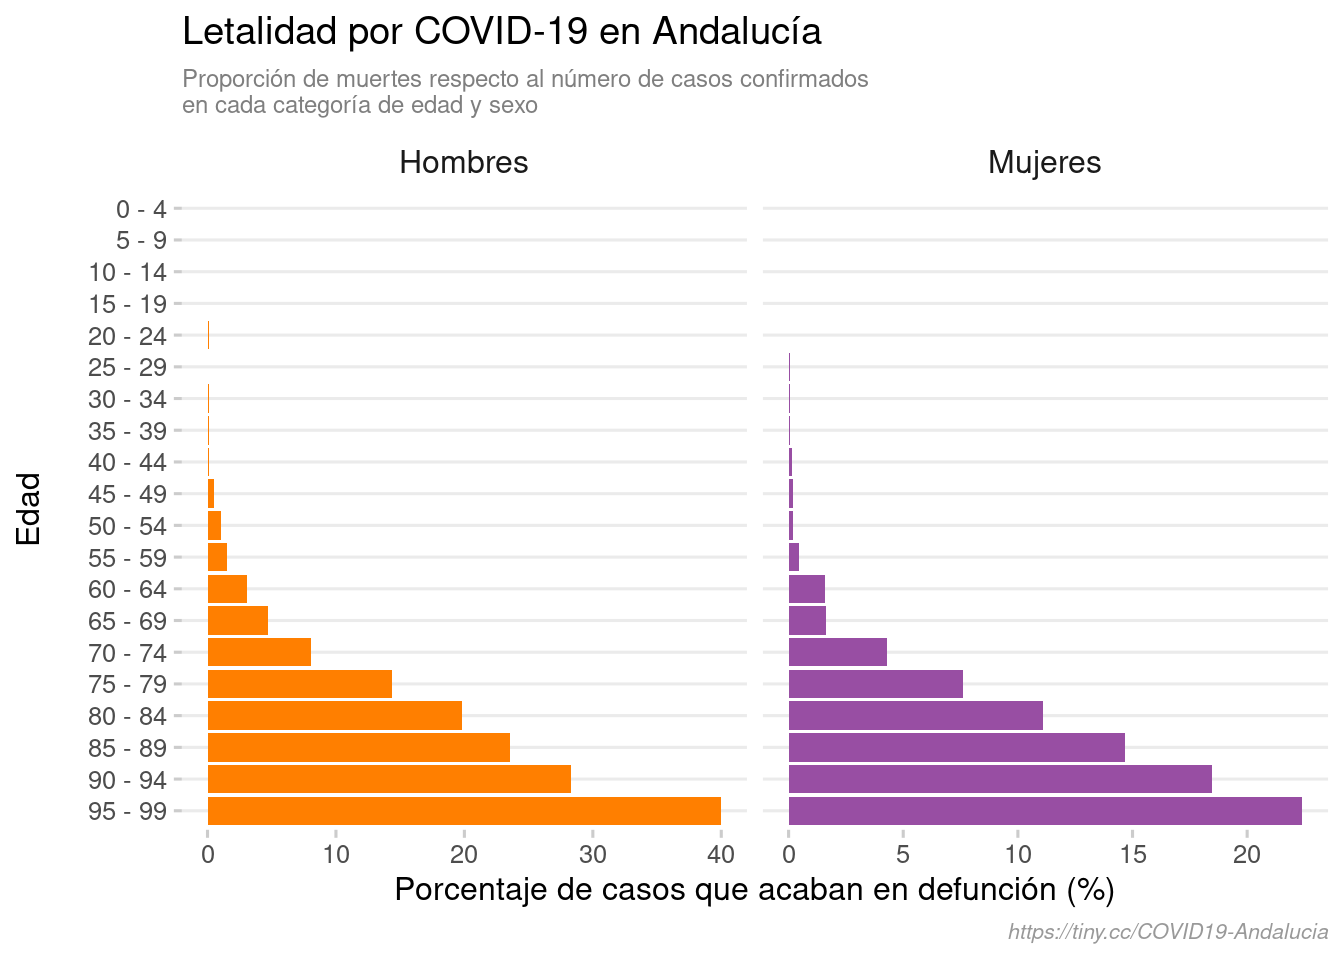 Letalidad por COVID-19 en Andalucía
Proporción de muertes respecto al número de casos confirmados
en cada categoría de edad y sexo
Hombres
Mujeres
Edad
0 - 4
5 - 9
10 - 14
15 - 19
20 - 24
25 - 29
30 - 34
35 - 39
40 - 44
45 - 49
50 - 54
55 - 59
60 - 64
65 - 69
70 - 74
75 - 79
80 - 84
85 - 89
90 - 94
95 - 99
0 10 20 30 40
0 5 10 15 20
Porcentaje de casos que acaban en defunción (%)
https://tiny.cc/COVID19-Andalucia